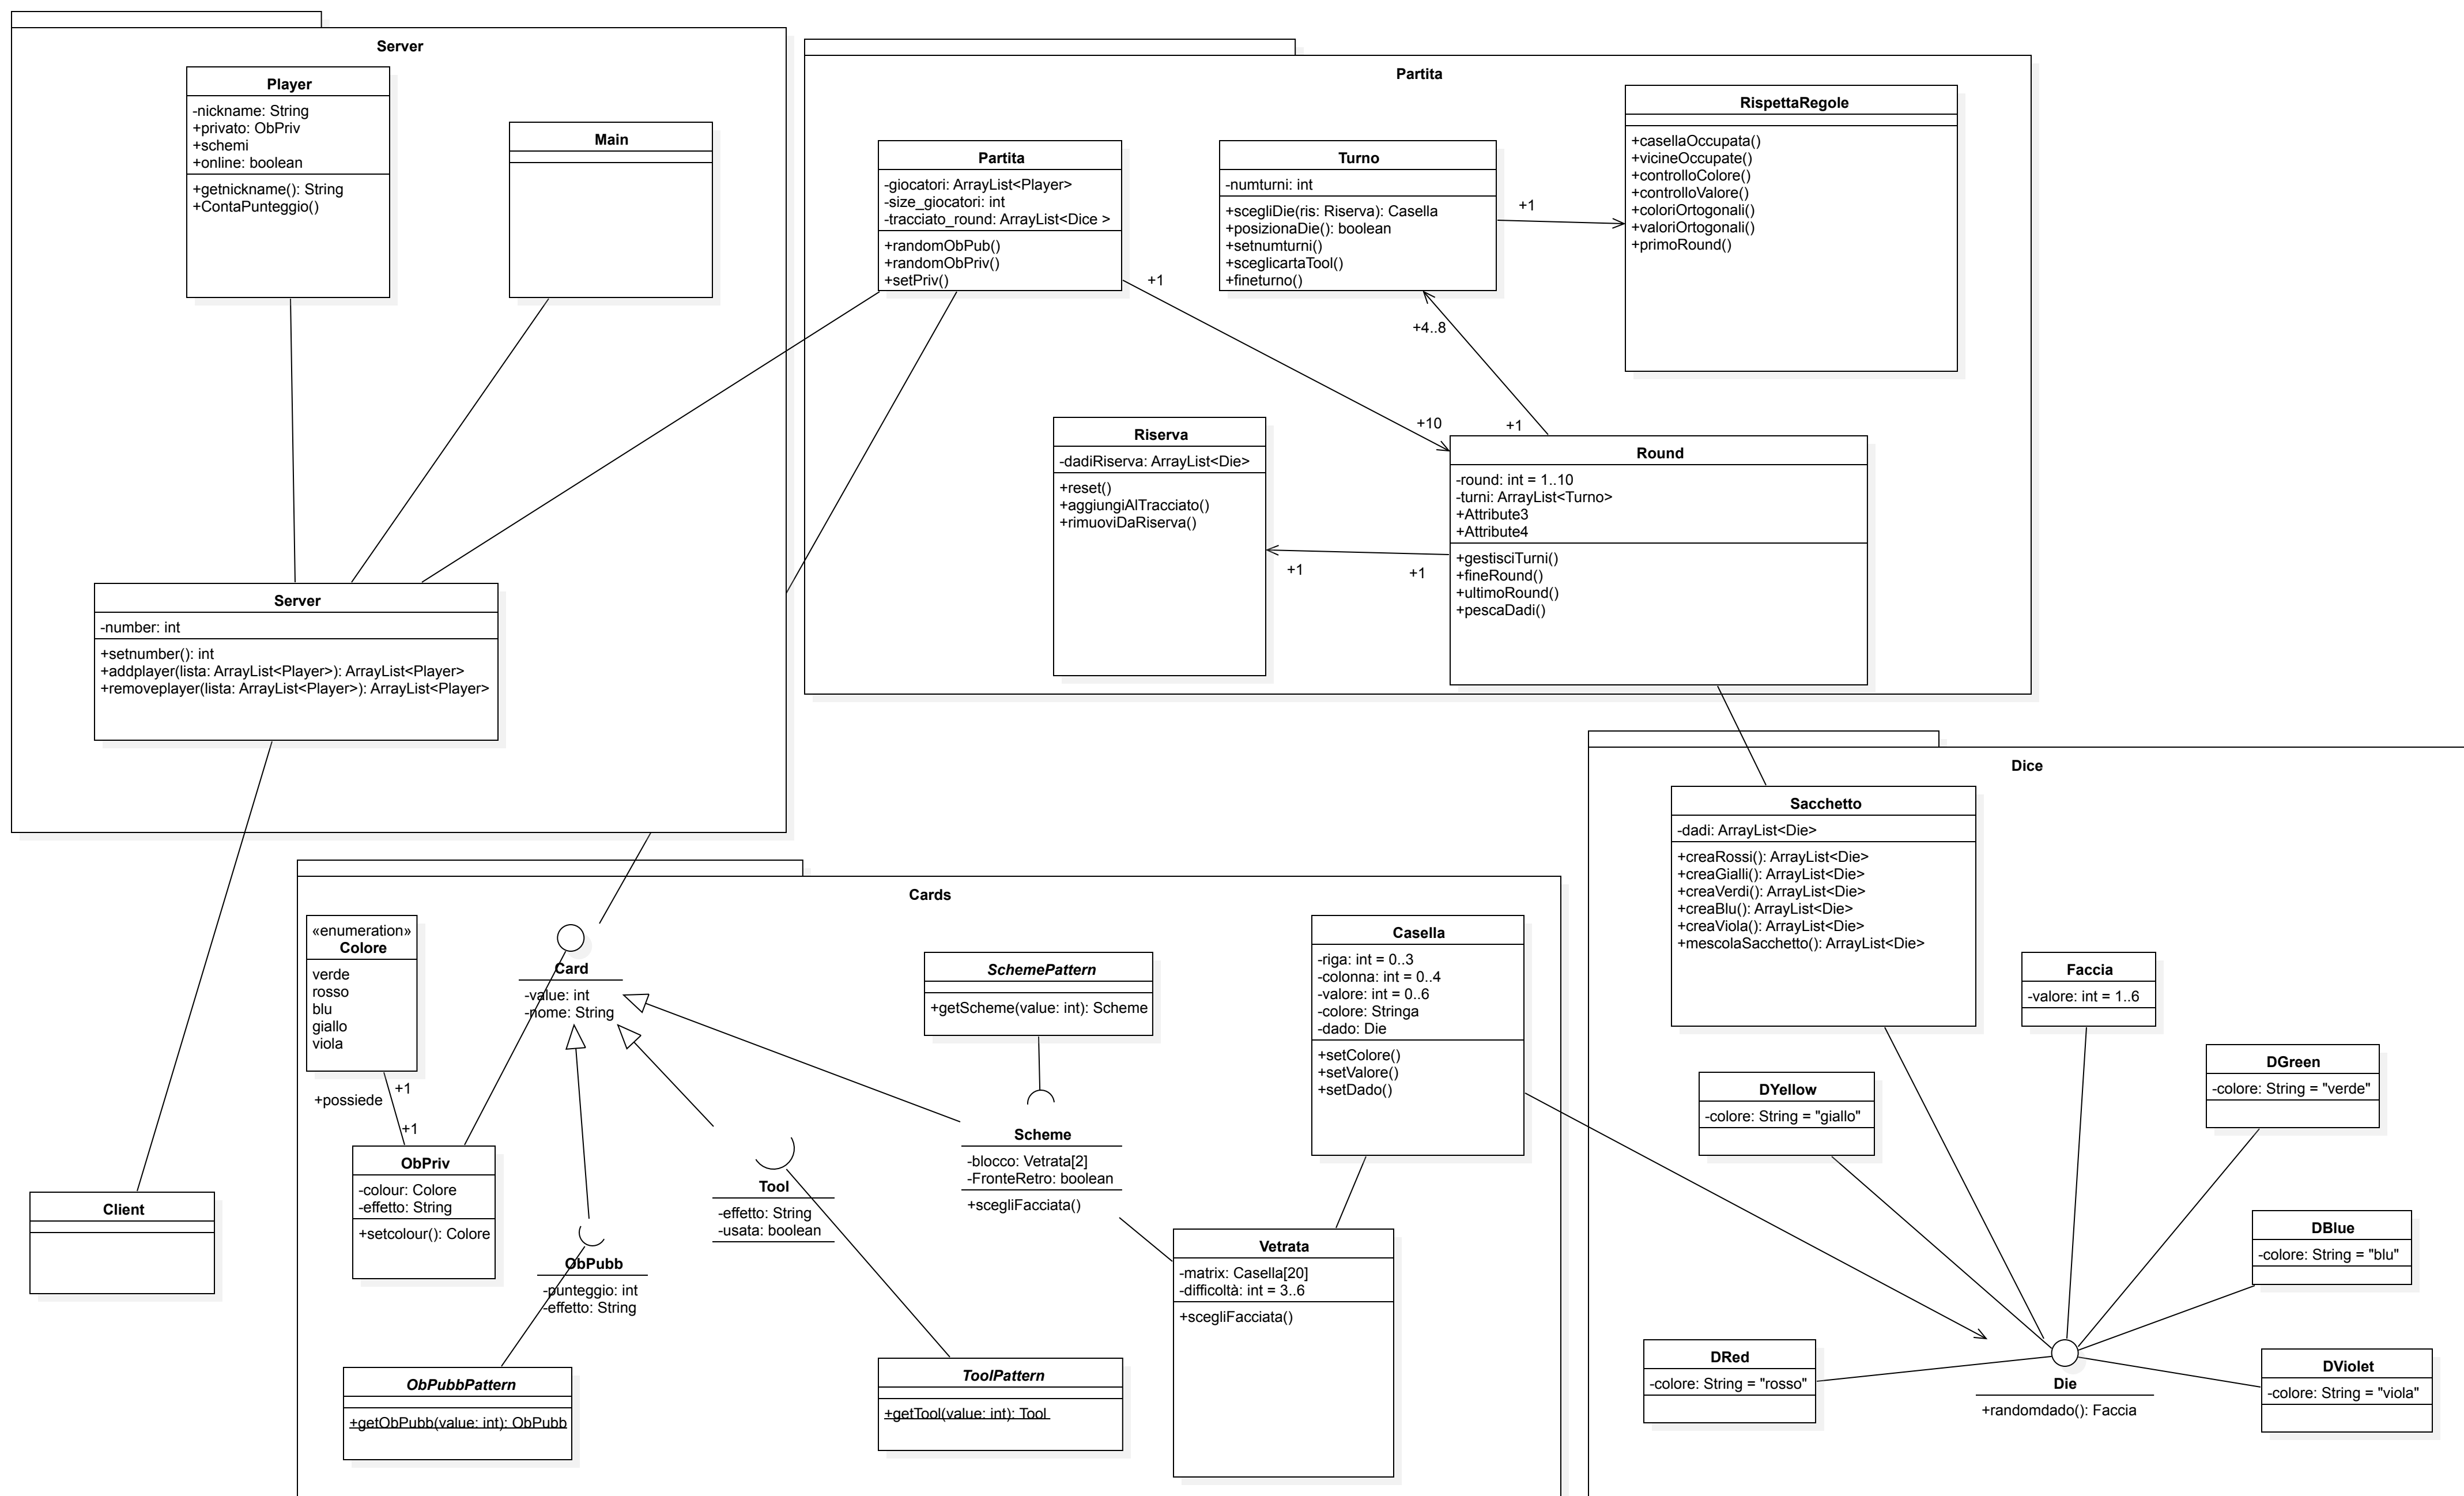 Server
Player
-nickname: String
+privato: ObPriv
+schemi
+online: boolean
+getnickname(): String
+ContaPunteggio()
Main
Server
-number: int
+setnumber(): int
+addplayer(lista: ArrayList<Player>): ArrayList<Player>
+removeplayer(lista: ArrayList<Player>): ArrayList<Player>
Client
Partita
Partita
-giocatori: ArrayList<Player>
-size_giocatori: int
-tracciato_round: ArrayList<Dice >
+randomObPub()
+randomObPriv()
+setPriv()
Turno
-numturni: int
+scegliDie(ris: Riserva): Casella
+posizionaDie(): boolean
+setnumturni()
+sceglicartaTool()
+fineturno()
RispettaRegole
+casellaOccupata()
+vicineOccupate()
+controlloColore()
+controlloValore()
+coloriOrtogonali()
+valoriOrtogonali()
+primoRound()
+1
+1
+4..8
+10
+1
Riserva
-dadiRiserva: ArrayList<Die>
+reset()
+aggiungiAlTracciato()
+rimuoviDaRiserva()
+1
+1
Round
-round: int = 1..10
-turni: ArrayList<Turno>
+Attribute3
+Attribute4
+gestisciTurni()
+fineRound()
+ultimoRound()
+pescaDadi()
Cards
«enumeration»
Colore
verde
rosso
blu
giallo
viola
+1
+possiede
+1
ObPriv
-colour: Colore
-effetto: String
+setcolour(): Colore
Card
-value: int
-nome: String
ObPubb
-punteggio: int
-effetto: String
ObPubbPattern
+getObPubb(value: int): ObPubb
Tool
-effetto: String
-usata: boolean
ToolPattern
+getTool(value: int): Tool
SchemePattern
+getScheme(value: int): Scheme
Scheme
-blocco: Vetrata[2]
-FronteRetro: boolean
+scegliFacciata()
Casella
-riga: int = 0..3
-colonna: int = 0..4
-valore: int = 0..6
-colore: Stringa
-dado: Die
+setColore()
+setValore()
+setDado()
Vetrata
-matrix: Casella[20]
-difficoltà: int = 3..6
+scegliFacciata()
Dice
Sacchetto
-dadi: ArrayList<Die>
+creaRossi(): ArrayList<Die>
+creaGialli(): ArrayList<Die>
+creaVerdi(): ArrayList<Die>
+creaBlu(): ArrayList<Die>
+creaViola(): ArrayList<Die>
+mescolaSacchetto(): ArrayList<Die>
Faccia
-valore: int = 1..6
DYellow
-colore: String = "giallo"
DGreen
-colore: String = "verde"
DBlue
-colore: String = "blu"
DRed
-colore: String = "rosso"
Die
+randomdado(): Faccia
DViolet
-colore: String = "viola"